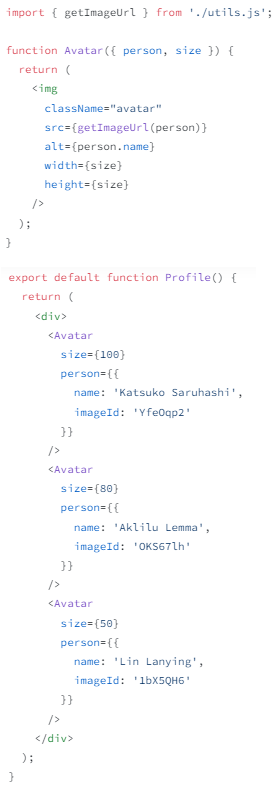 import { getImageUrl } from './utils.js';
function Avatar({ person, size }) {
  return (
    <img
      className="avatar"
      src={getImageUrl(person)}
      alt={person.name}
      width={size}
      height={size}
    />
  );
}
export default function Profile() {
  return (
    <div>
      <Avatar
        size={100}
        person={{
          name: 'Katsuko Saruhashi',
          imageId: 'YfeOqp2'
        }}
      />
      <Avatar
        size={80}
        person={{
          name: 'Aklilu Lemma',
          imageId: 'OKS67lh'
        }}
      />
      <Avatar
        size={50}
        person={{
          name: 'Lin Lanying',
          imageId: '1bX5QH6'
        }}
      />
    </div>
  );
}